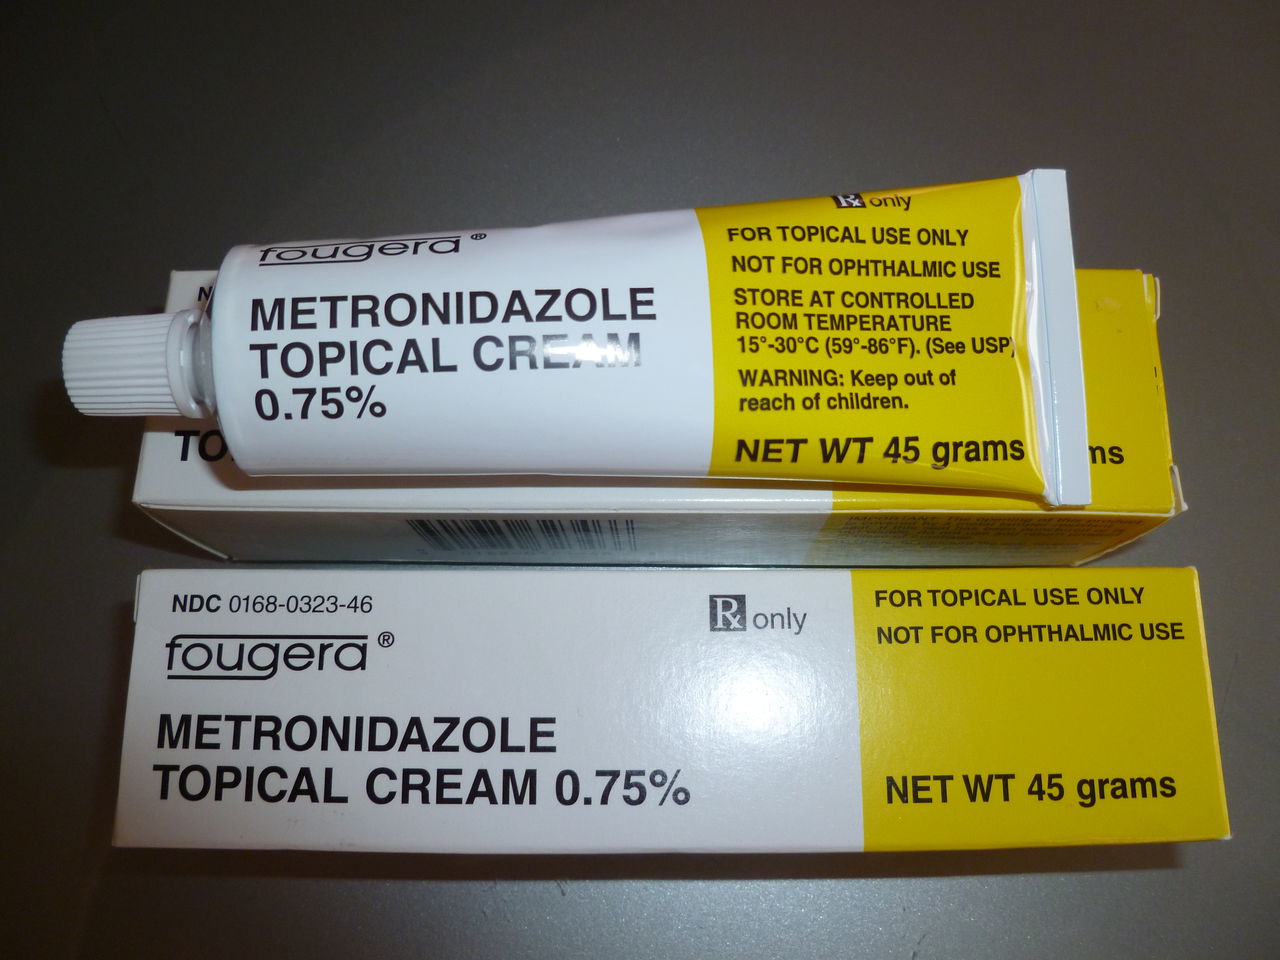 Rx only
fougera®
METRONIDAZOLE
TOPICAL CREAM
0.75%
FOR TOPICAL USE ONLY
NOT FOR OPHTHALMIC USE
STORE AT CONTROLLED
ROOM TEMPERATURE
15°-30°C (59°-86°F). (See USP)
WARNING: Keep out of
reach of children.
NET WT 45 grams
N
TO
ms
NDC 0168-0323-46
fougera®
Rx only
METRONIDAZOLE
TOPICAL CREAM 0.75%
FOR TOPICAL USE ONLY
NOT FOR OPHTHALMIC USE
NET WT 45 grams